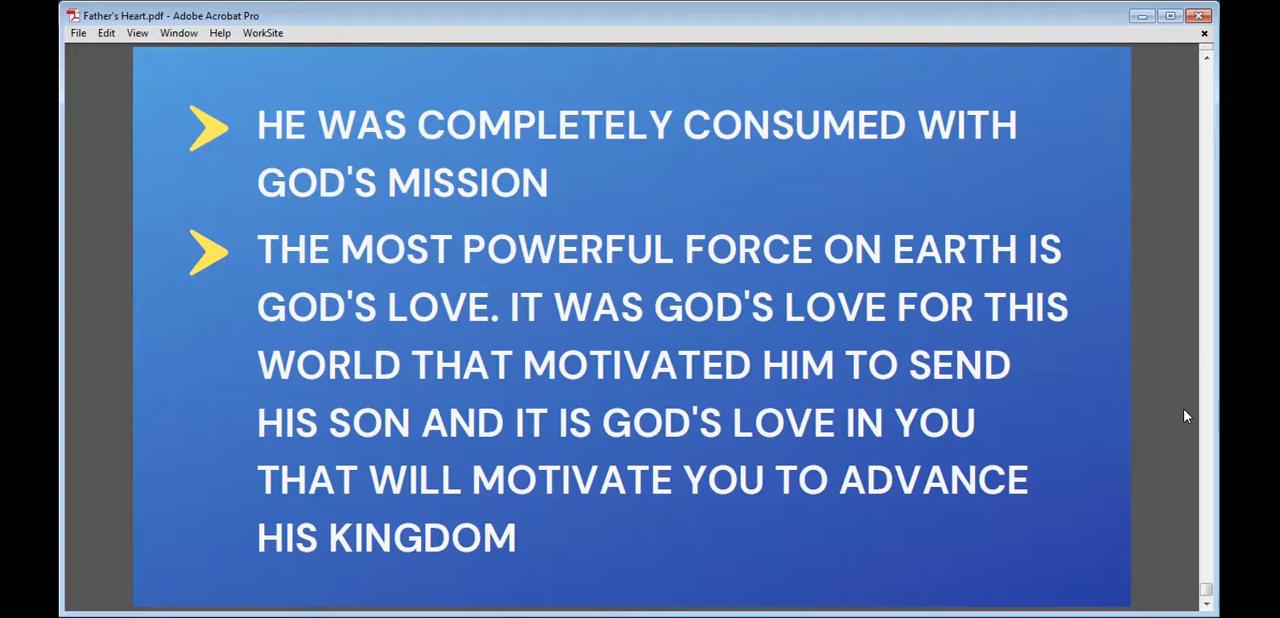 Father's Heart.pdf - Adobe Acrobat Pro
File Edit View Window Help WorkSite
HE WAS COMPLETELY CONSUMED WITH
GOD'S MISSION
THE MOST POWERFUL FORCE ON EARTH IS
GOD'S LOVE. IT WAS GOD'S LOVE FOR THIS
WORLD THAT MOTIVATED HIM TO SEND
HIS SON AND IT IS GOD'S LOVE IN YOU
THAT WILL MOTIVATE YOU TO ADVANCE
HIS KINGDOM